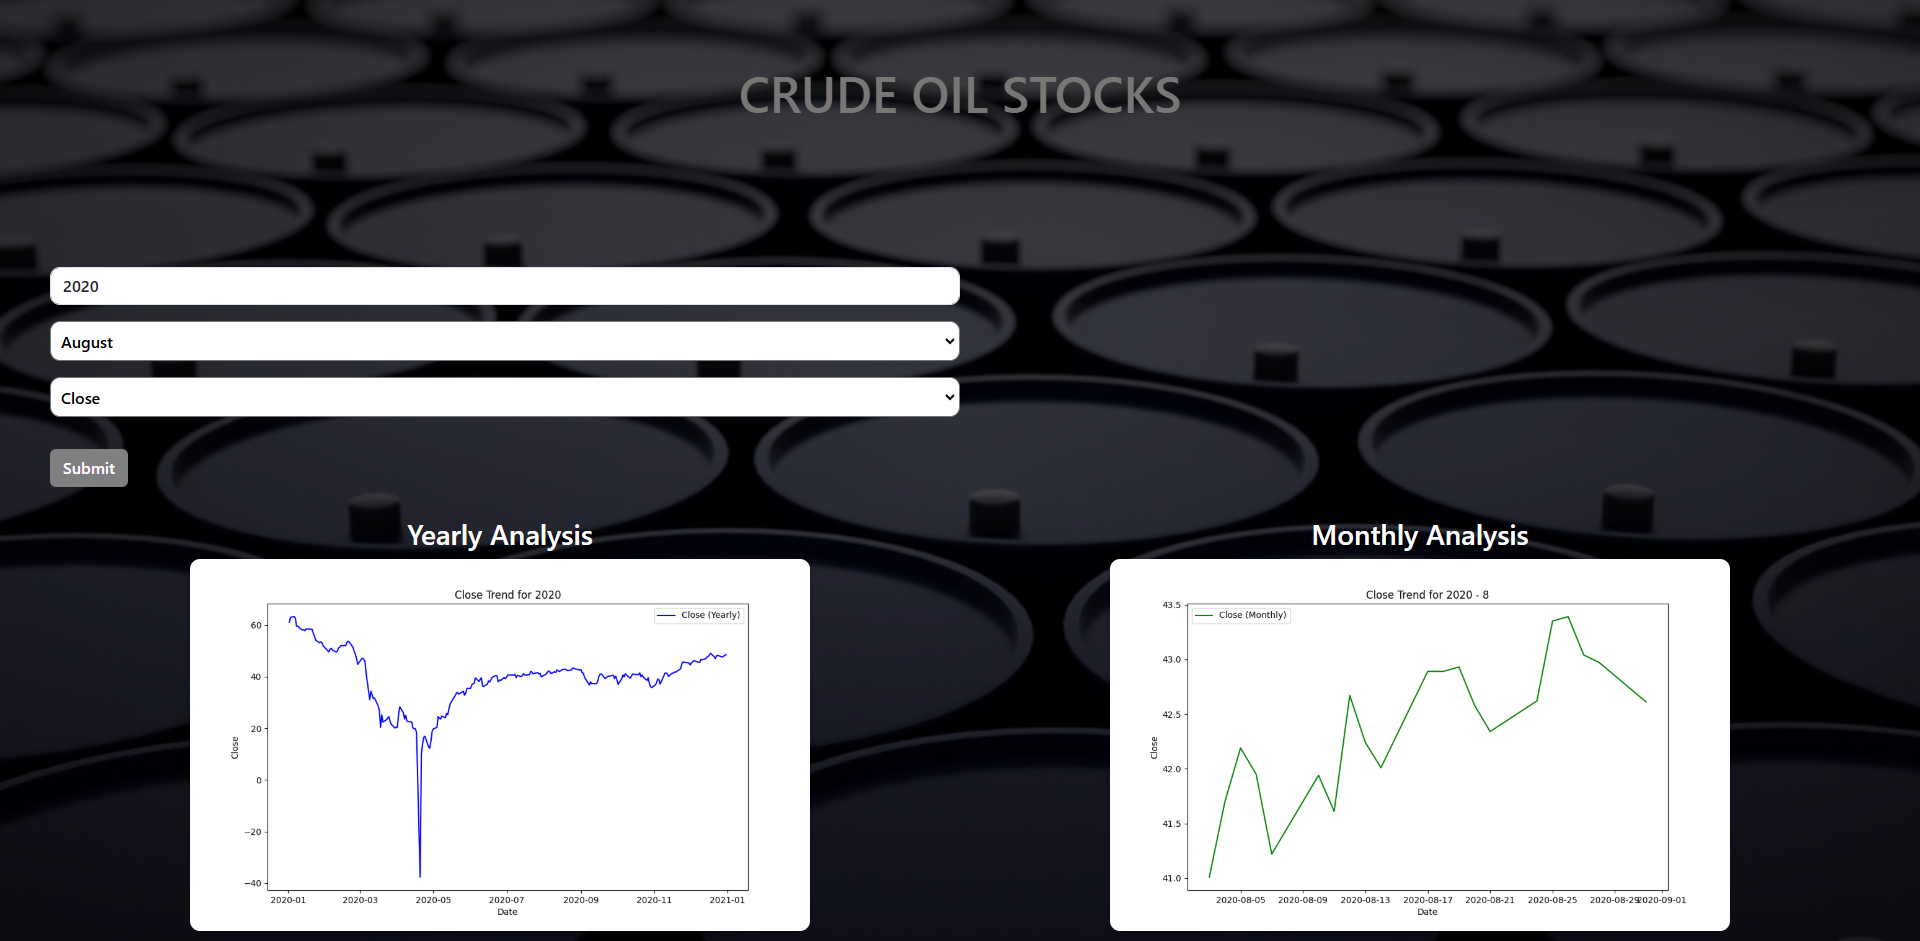 CRUDE OIL STOCKS
2020
August
Close
Submit
Yearly Analysis
Close Trend for 2020
Close (Yearly)
60
40
20
0
−20
−40
Close
2020-01 2020-03 2020-05 2020-07 2020-09 2020-11 2021-01
Date
Monthly Analysis
Close Trend for 2020 - 8
Close (Monthly)
43.5
43.0
42.5
42.0
41.5
41.0
Close
2020-08-05 2020-08-09 2020-08-13 2020-08-17 2020-08-21 2020-08-25 2020-08-29 2020-09-01
Date